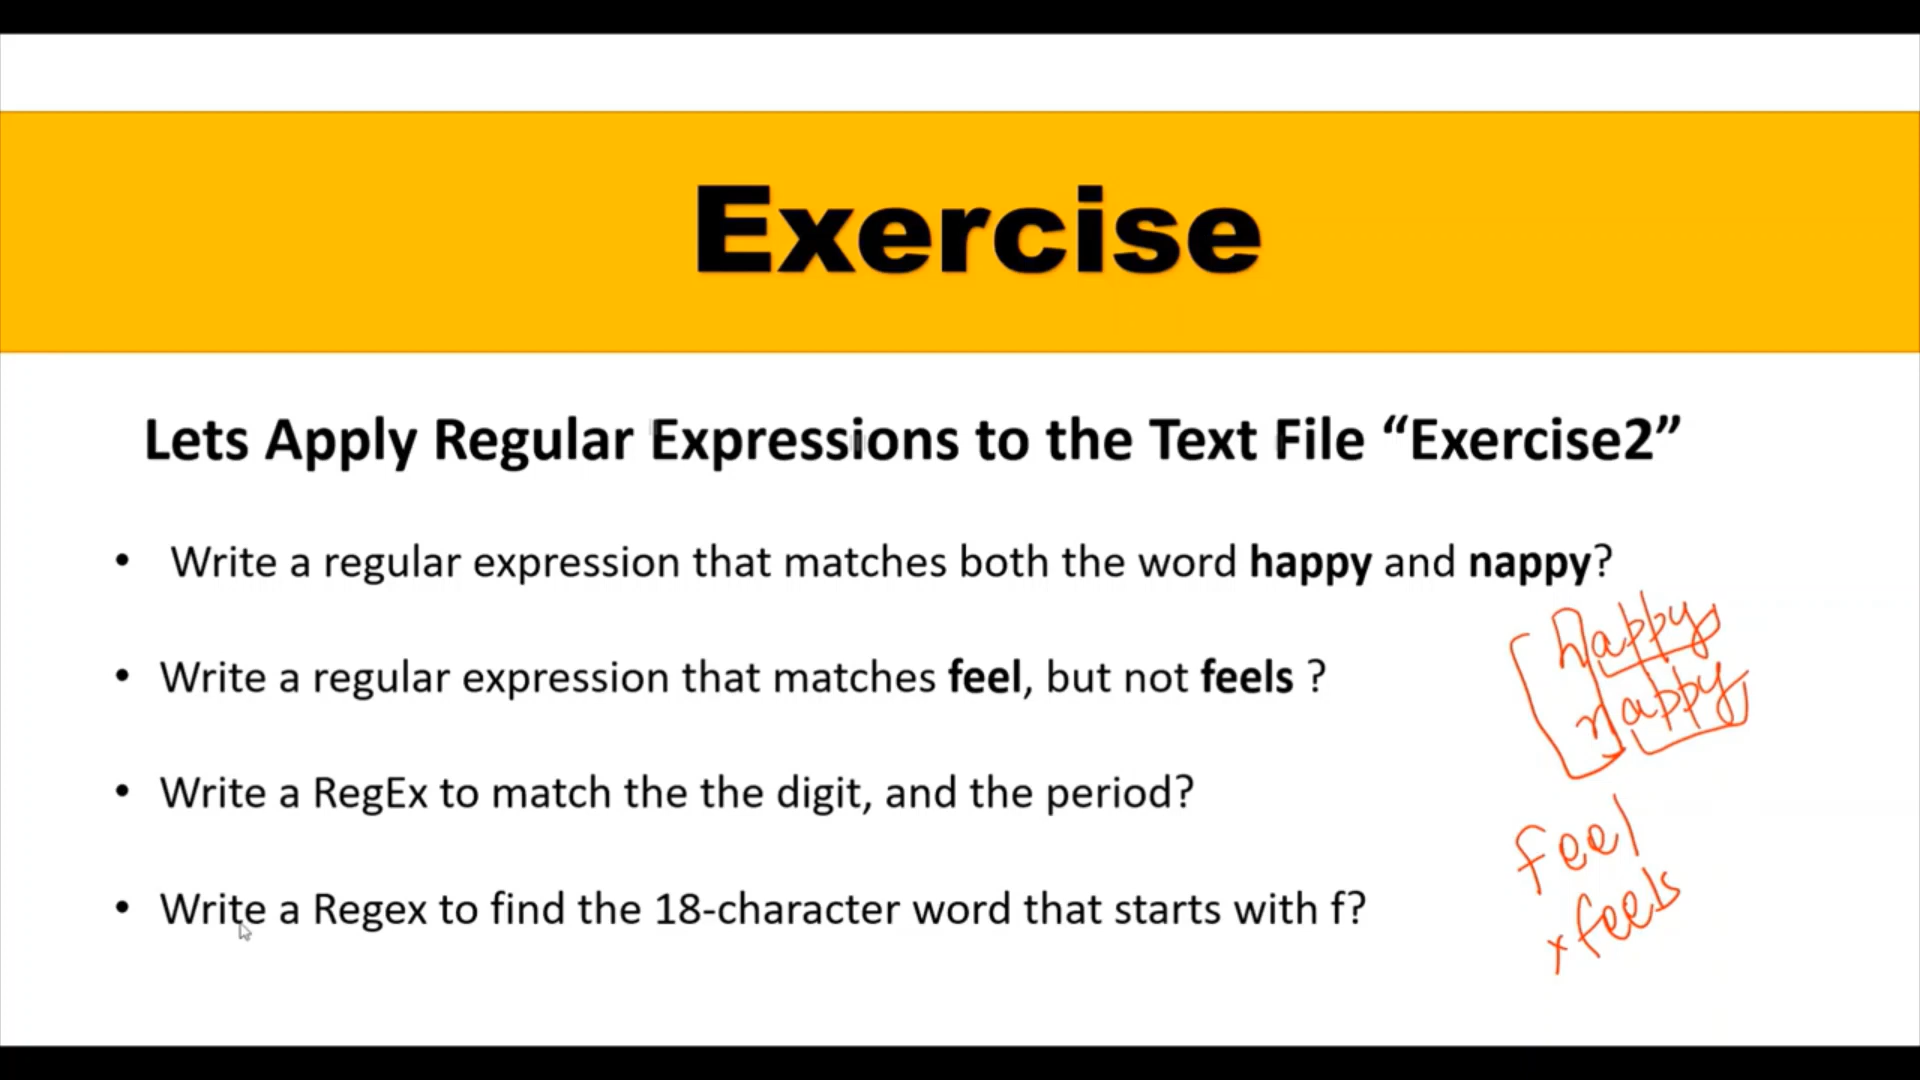 Exercise
Lets Apply Regular Expressions to the Text File “Exercise2”
• Write a regular expression that matches both the word happy and nappy?
• Write a regular expression that matches feel, but not feels ?
• Write a RegEx to match the the digit, and the period?
• Write a Regex to find the 18-character word that starts with f?
happy
nappy
feel
x feels